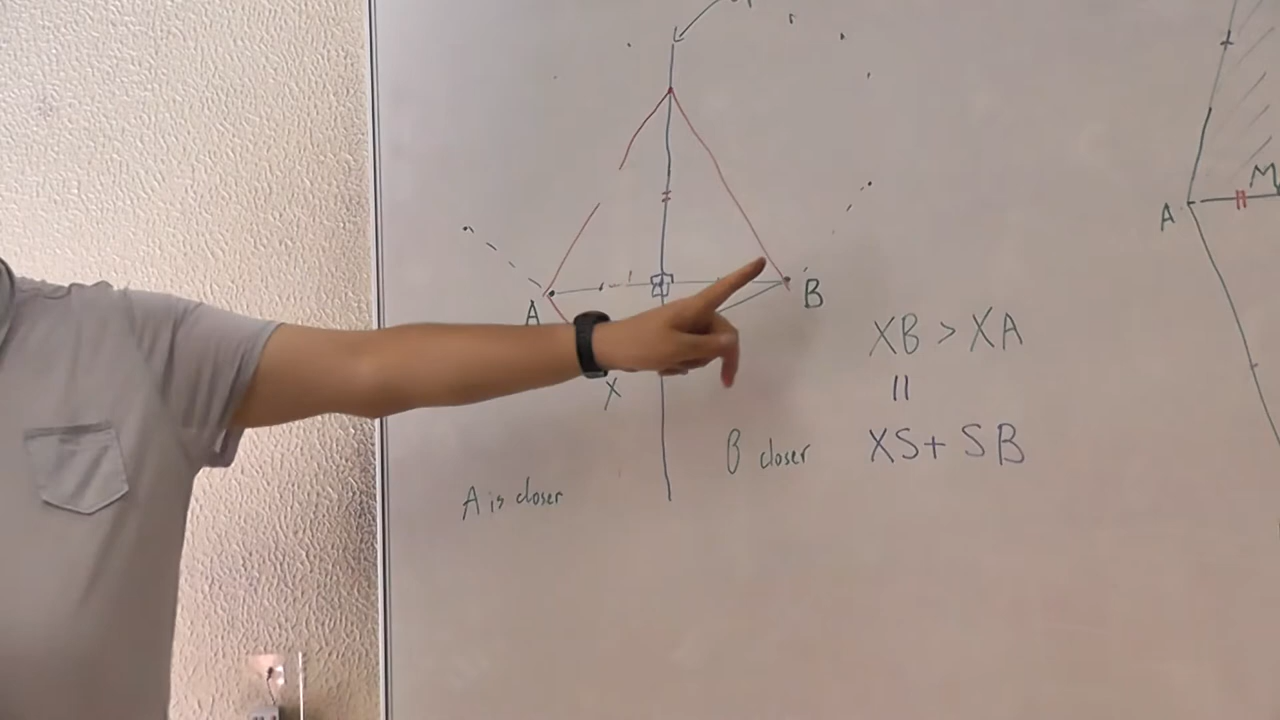 A
B
X
A is closer
B closer
XB > XA
||
XS + SB
A
M